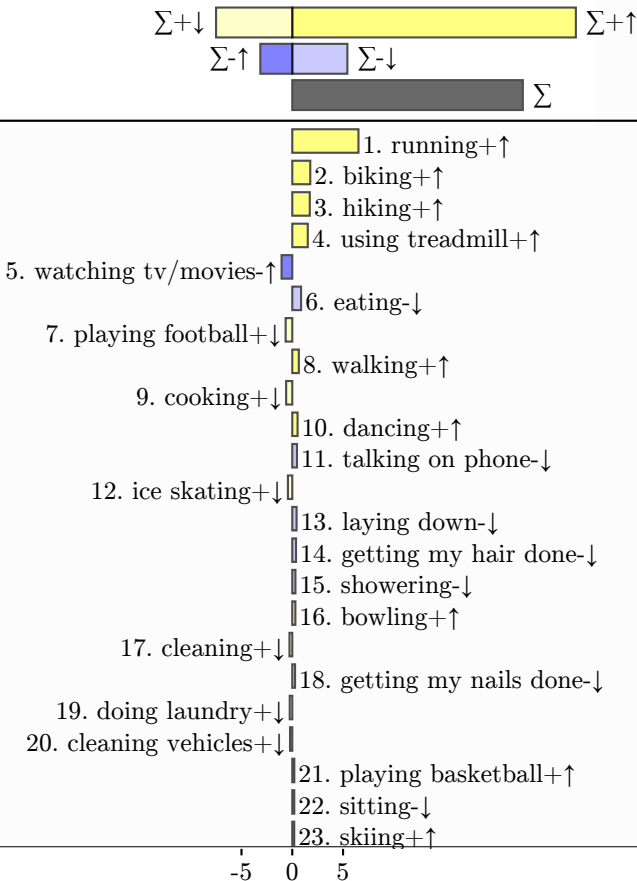 ∑+↓ ∑+↑
∑-↑ ∑-↓
∑
1. running+↑
2. biking+↑
3. hiking+↑
4. using treadmill+↑
5. watching tv/movies-↑
6. eating-↓
7. playing football+↓
8. walking+↑
9. cooking+↓
10. dancing+↑
11. talking on phone-↓
12. ice skating+↓
13. laying down-↓
14. getting my hair done-↓
15. showering-↓
16. bowling+↑
17. cleaning+↓
18. getting my nails done-↓
19. doing laundry+↓
20. cleaning vehicles+↓
21. playing basketball+↑
22. sitting-↓
23. skiing+↑
-5 0 5